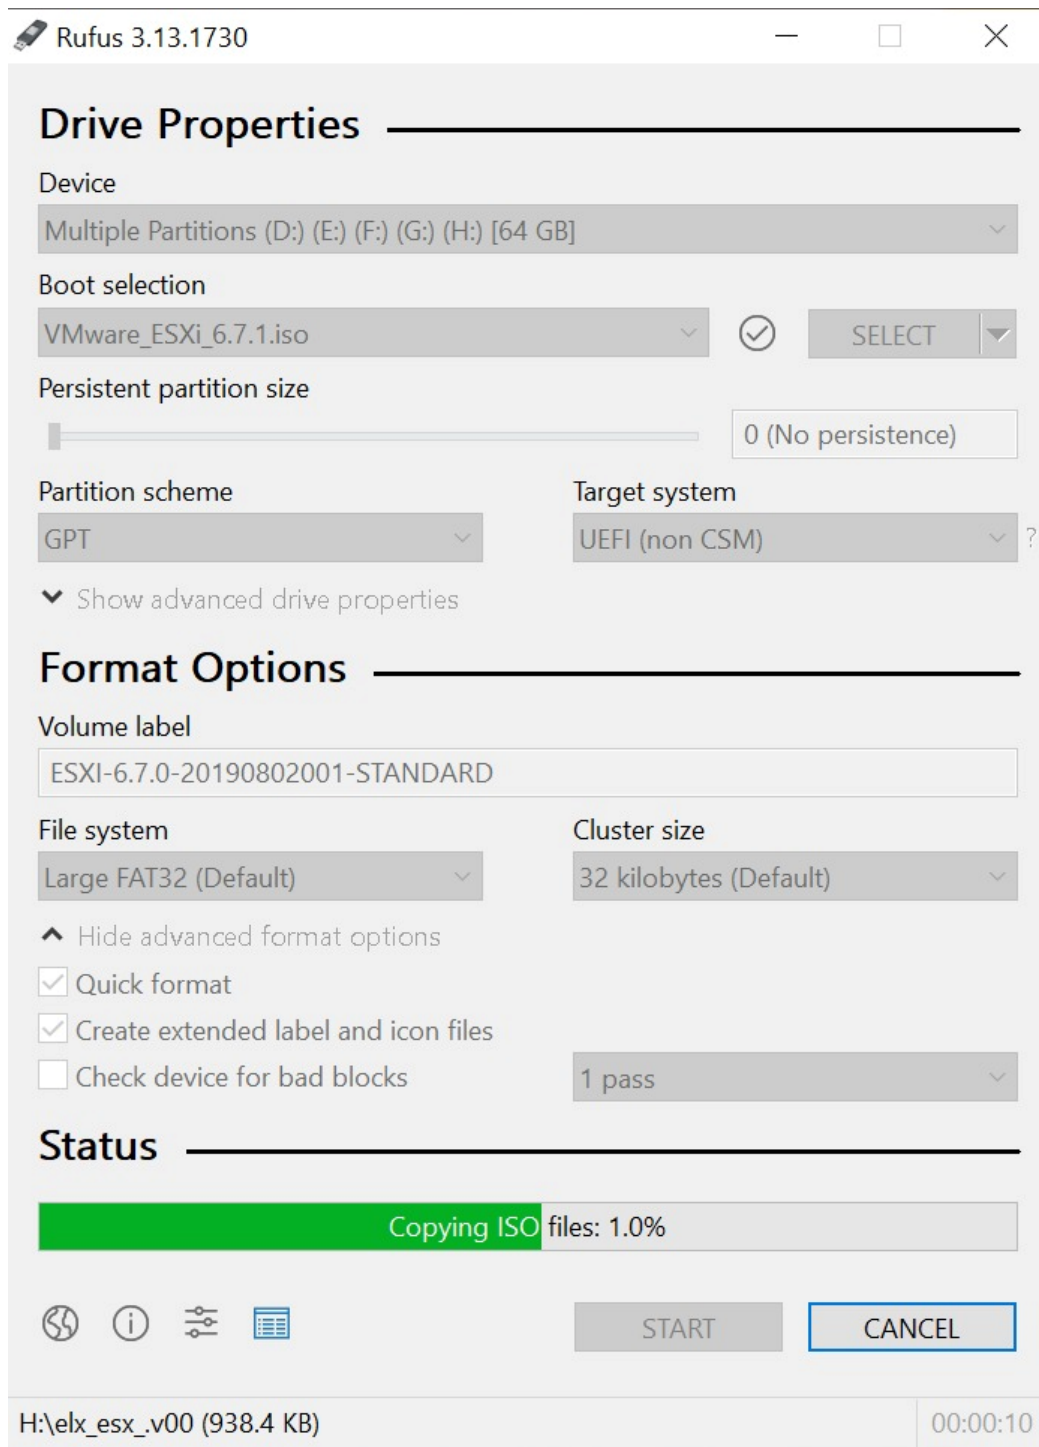 Rufus 3.13.1730
Drive Properties
Device
Multiple Partitions (D:) (E:) (F:) (G:) (H:) [64 GB]
Boot selection
VMware_ESXi_6.7.1.iso
SELECT
Persistent partition size
0 (No persistence)
Partition scheme
Target system
GPT
UEFI (non CSM)
?
Show advanced drive properties
Format Options
Volume label
ESXI-6.7.0-20190802001-STANDARD
File system
Cluster size
Large FAT32 (Default)
32 kilobytes (Default)
Hide advanced format options
Quick format
Create extended label and icon files
Check device for bad blocks
1 pass
Status
Copying ISO files: 1.0%
START
CANCEL
H:\elx_esx_.v00 (938.4 KB)
00:00:10